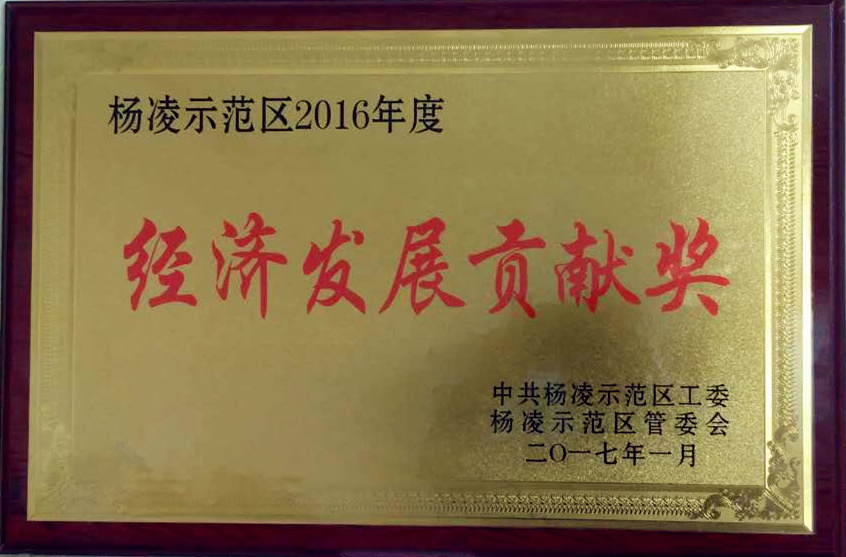 杨凌示范区2016年度
经济发展贡献奖
中共杨凌示范区工委
杨凌示范区管委会
二〇一七年一月